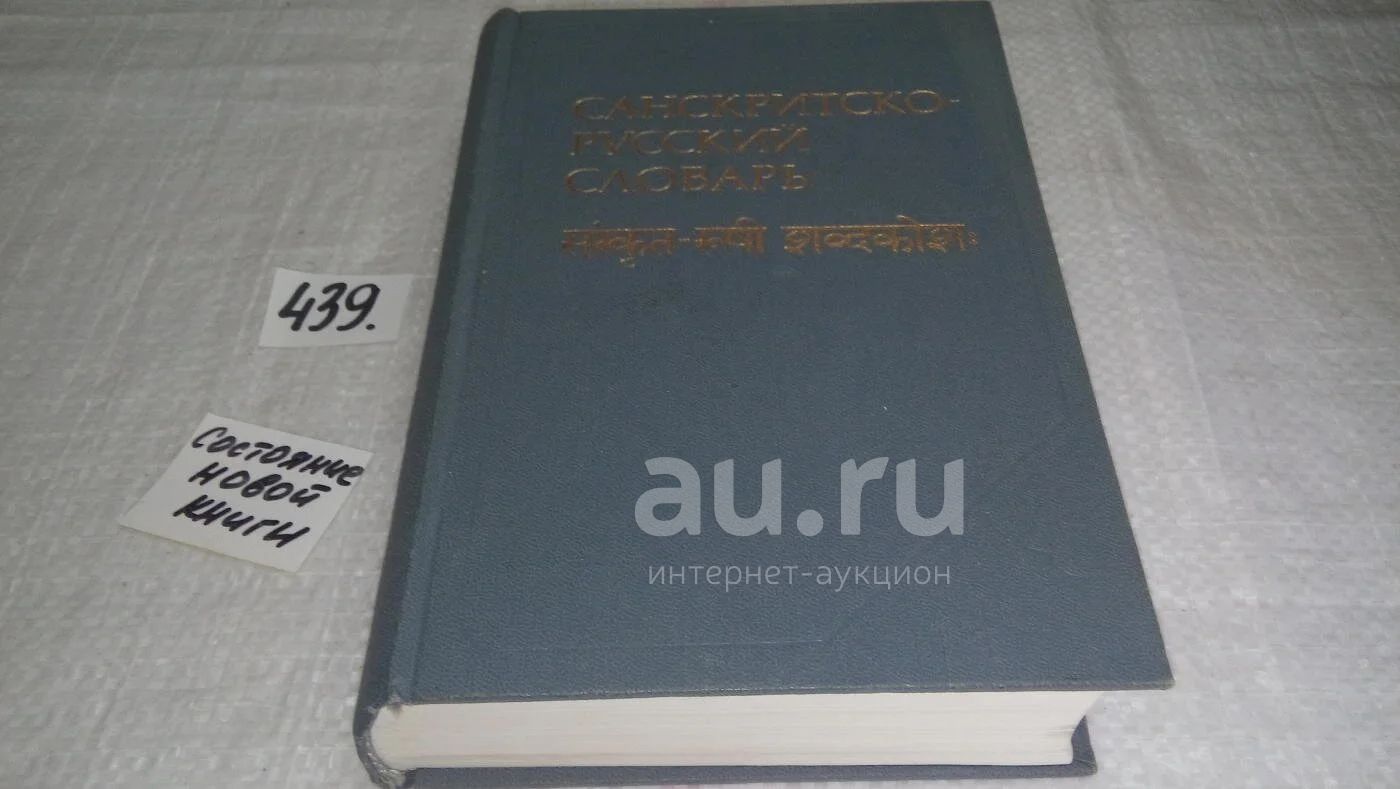 САНСКРИТСКО-
РУССКИЙ
СЛОВАРЬ
संस्कृत-रूषी शब्दकोशः
439.
Состояние
новой
книги
au.ru
интернет-аукцион